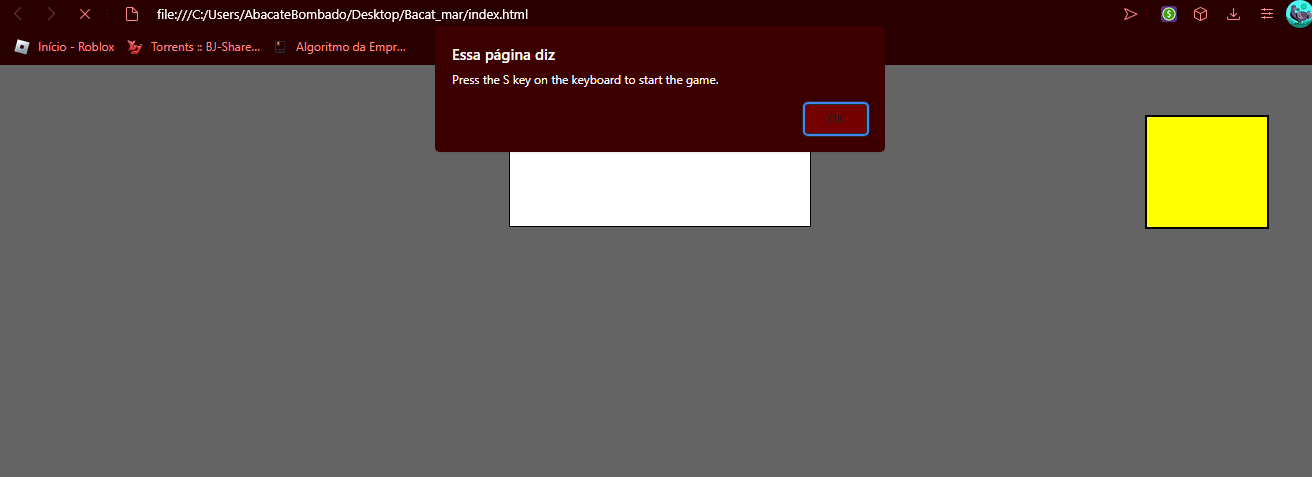 file:///C:/Users/AbacateBombado/Desktop/Bacat_mar/index.html
Início - Roblox
Torrents :: BJ-Share...
Algoritmo da Empr...
Essa página diz
Press the S key on the keyboard to start the game.
OK